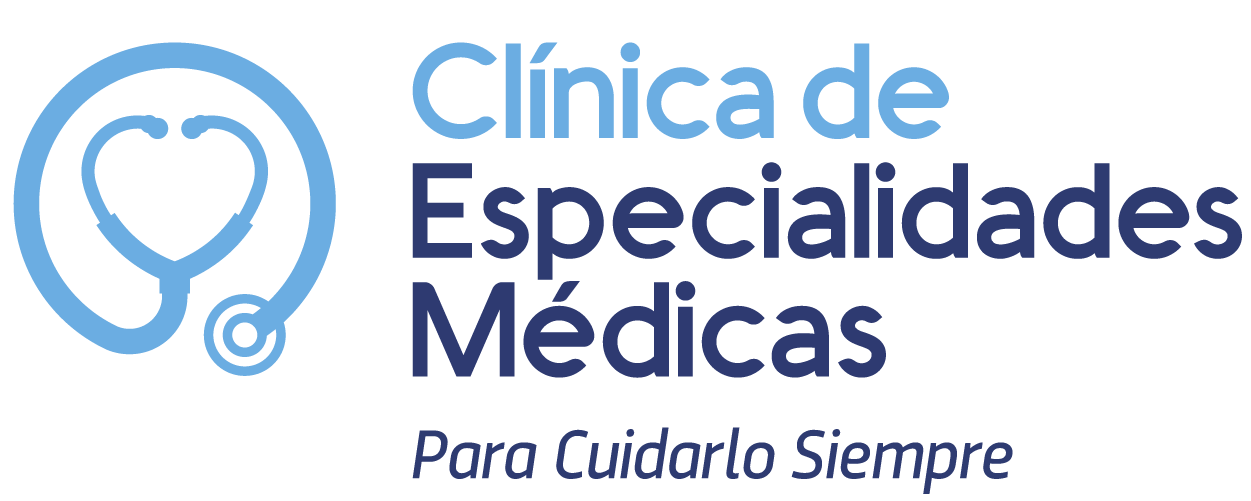 Clínica de
Especialidades
Médicas
Para Cuidarlo Siempre